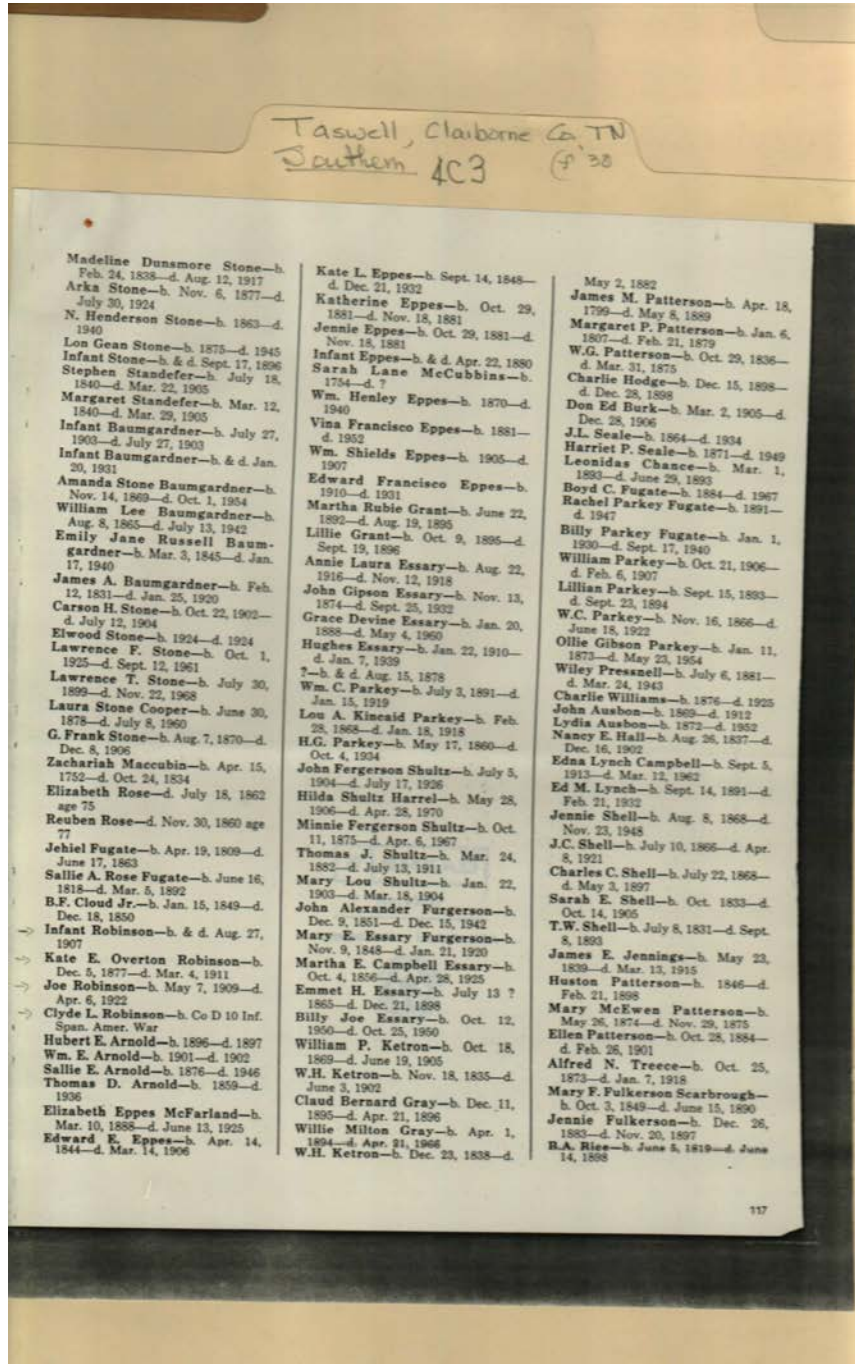 Taswell, Claiborne Co. TN
Southern 4C3
Madeline Dunsmore Stone—b.
Feb. 24, 1838—d. Aug. 12, 1917
Arka Stone—b. Nov. 6, 1877—d.
July 30, 1924
N. Henderson Stone—b. 1863—d.
1940
Lon Gean Stone—b. 1875—d. 1945
Infant Stone—b. & d. Sept. 17, 1896
Stephen Standefer—b. July 18,
1840—d. Mar. 22, 1905
Margaret Standefer—b. Mar. 12,
1840—d. Mar. 29, 1905
Infant Baumgardner—b. July 27,
1903—d. July 27, 1903
Infant Baumgardner—b. & d. Jan.
20, 1931
Amanda Stone Baumgardner—b.
Nov. 14, 1869—d. Oct. 1, 1954
William Lee Baumgardner—b.
Aug. 8, 1865—d. July 13, 1942
Emily Jane Russell Baum-
gardner—b. Mar. 3, 1845—d. Jan.
17, 1940
James A. Baumgardner—b. Feb.
12, 1831—d. Jan. 25, 1920
Carson H. Stone—b. Oct. 22, 1902—
d. July 12, 1904
Elwood Stone—b. 1924—d. 1924
Lawrence F. Stone—b. Oct. 1,
1925—d. Sept. 12, 1961
Lawrence T. Stone—b. July 30,
1899—d. Nov. 22, 1968
Laura Stone Cooper—b. June 30,
1878—d. July 8, 1960
G. Frank Stone—b. Aug. 7, 1870—d.
Dec. 8, 1906
Zachariah Maccubin—b. Apr. 15,
1752—d. Oct. 24, 1834
Elizabeth Rose—d. July 18, 1862
age 75
Reuben Rose—d. Nov. 30, 1860 age
77
Jehiel Fugate—b. Apr. 19, 1809—d.
June 17, 1863
Sallie A. Rose Fugate—b. June 16,
1818—d. Mar. 5, 1892
B.F. Cloud Jr.—b. Jan. 15, 1849—d.
Dec. 18, 1850
Infant Robinson—b. & d. Aug. 27,
1907
Kate E. Overton Robinson—b.
Dec. 5, 1877—d. Mar. 4, 1911
Joe Robinson—b. May 7, 1909—d.
Apr. 6, 1922
Clyde L. Robinson—b. Co D 10 Inf.
Span. Amer. War
Hubert E. Arnold—b. 1896—d. 1897
Wm. E. Arnold—b. 1901—d. 1902
Sallie E. Arnold—b. 1876—d. 1946
Thomas D. Arnold—b. 1859—d.
1936
Elizabeth Eppes McFarland—b.
Mar. 10, 1888—d. June 13, 1925
Edward E. Eppes—b. Apr. 14,
1844—d. Mar. 14, 1906
Kate L. Eppes—b. Sept. 14, 1848—
d. Dec. 21, 1932
Katherine Eppes—b. Oct. 29,
1881—d. Nov. 18, 1881
Jennie Eppes—b. Oct. 29, 1881—d.
Nov. 18, 1881
Infant Eppes—b. & d. Apr. 22, 1880
Sarah Lane McCubbins—b.
1754—d. ?
Wm. Henley Eppes—b. 1870—d.
1940
Vina Francisco Eppes—b. 1881—
d. 1952
Wm. Shields Eppes—b. 1905—d.
1907
Edward Francisco Eppes—b.
1910—d. 1931
Martha Rubie Grant—b. June 22,
1892—d. Aug. 19, 1895
Lillie Grant—b. Oct. 9, 1895—d.
Sept. 19, 1896
Annie Laura Essary—b. Aug. 22,
1916—d. Nov. 12, 1918
John Gipson Essary—b. Nov. 13,
1874—d. Sept. 25, 1932
Grace Devine Essary—b. Jan. 20,
1888—d. May 4, 1960
Hughes Essary—b. Jan. 22, 1910—
d. Jan. 7, 1939
?—b. & d. Aug. 15, 1878
Wm. C. Parkey—b. July 3, 1891—d.
Jan. 15, 1919
Lou A. Kincaid Parkey—b. Feb.
28, 1868—d. Jan. 18, 1918
H.G. Parkey—b. May 17, 1860—d.
Oct. 4, 1934
John Fergerson Shultz—b. July 5,
1904—d. July 17, 1926
Hilda Shultz Harrel—b. May 28,
1906—d. Apr. 28, 1970
Minnie Fergerson Shultz—b. Oct.
11, 1875—d. Apr. 6, 1967
Thomas J. Shultz—b. Mar. 24,
1882—d. July 13, 1911
Mary Lou Shultz—b. Jan. 22,
1903—d. Mar. 18, 1904
John Alexander Furgerson—b.
Dec. 9, 1851—d. Dec. 15, 1942
Mary E. Essary Furgerson—b.
Nov. 9, 1848—d. Jan. 21, 1920
Martha E. Campbell Essary—b.
Oct. 4, 1856—d. Apr. 28, 1925
Emmet H. Essary—b. July 13 ?
1865—d. Dec. 21, 1898
Billy Joe Essary—b. Oct. 12,
1950—d. Oct. 25, 1950
William P. Ketron—b. Oct. 18,
1869—d. June 19, 1905
W.H. Ketron—b. Nov. 18, 1835—d.
June 3, 1902
Claud Bernard Gray—b. Dec. 11,
1895—d. Apr. 21, 1896
Willie Milton Gray—b. Apr. 1,
1894—d. Apr. 21, 1966
W.H. Ketron—b. Dec. 23, 1838—d.
May 2, 1882
James M. Patterson—b. Apr. 18,
1799—d. May 8, 1889
Margaret P. Patterson—b. Jan. 6,
1807—d. Feb. 21, 1879
W.G. Patterson—b. Oct. 29, 1836—
d. Mar. 31, 1875
Charlie Hodge—b. Dec. 15, 1898—
d. Dec. 28, 1898
Don Ed Burk—b. Mar. 2, 1905—d.
Dec. 28, 1906
J.L. Seale—b. 1864—d. 1934
Harriet P. Seale—b. 1871—d. 1949
Leonidas Chance—b. Mar. 1,
1893—d. June 29, 1893
Boyd C. Fugate—b. 1884—d. 1967
Rachel Parkey Fugate—b. 1891—
d. 1947
Billy Parkey Fugate—b. Jan. 1,
1930—d. Sept. 17, 1940
William Parkey—b. Oct. 21, 1906—
d. Feb. 6, 1907
Lillian Parkey—b. Sept. 15, 1893—
d. Sept. 23, 1894
W.C. Parkey—b. Nov. 16, 1866—d.
June 18, 1922
Ollie Gibson Parkey—b. Jan. 11,
1873—d. May 23, 1954
Wiley Pressnell—b. July 6, 1881—
d. Mar. 24, 1943
Charlie Williams—b. 1876—d. 1925
John Ausbon—b. 1869—d. 1912
Lydia Ausbon—b. 1872—d. 1952
Nancy E. Hall—b. Aug. 26, 1837—d.
Dec. 16, 1902
Edna Lynch Campbell—b. Sept. 5,
1913—d. Mar. 12, 1962
Ed M. Lynch—b. Sept. 14, 1891—d.
Feb. 21, 1932
Jennie Shell—b. Aug. 8, 1868—d.
Nov. 23, 1948
J.C. Shell—b. July 10, 1866—d. Apr.
8, 1921
Charles C. Shell—b. July 22, 1868—
d. May 3, 1897
Sarah E. Shell—b. Oct. 1833—d.
Oct. 14, 1905
T.W. Shell—b. July 8, 1831—d. Sept.
8, 1893
James E. Jennings—b. May 23,
1839—d. Mar. 13, 1915
Huston Patterson—b. 1846—d.
Feb. 21, 1898
Mary McEwen Patterson—b.
May 26, 1874—d. Nov. 29, 1875
Ellen Patterson—b. Oct. 28, 1884—
d. Feb. 26, 1901
Alfred N. Treece—b. Oct. 25,
1873—d. Jan. 7, 1918
Mary F. Fulkerson Scarbrough—
b. Oct. 3, 1849—d. June 15, 1890
Jennie Fulkerson—b. Dec. 26,
1883—d. Nov. 20, 1897
B.A. Rice—b. June 5, 1819—d. June
14, 1898
117